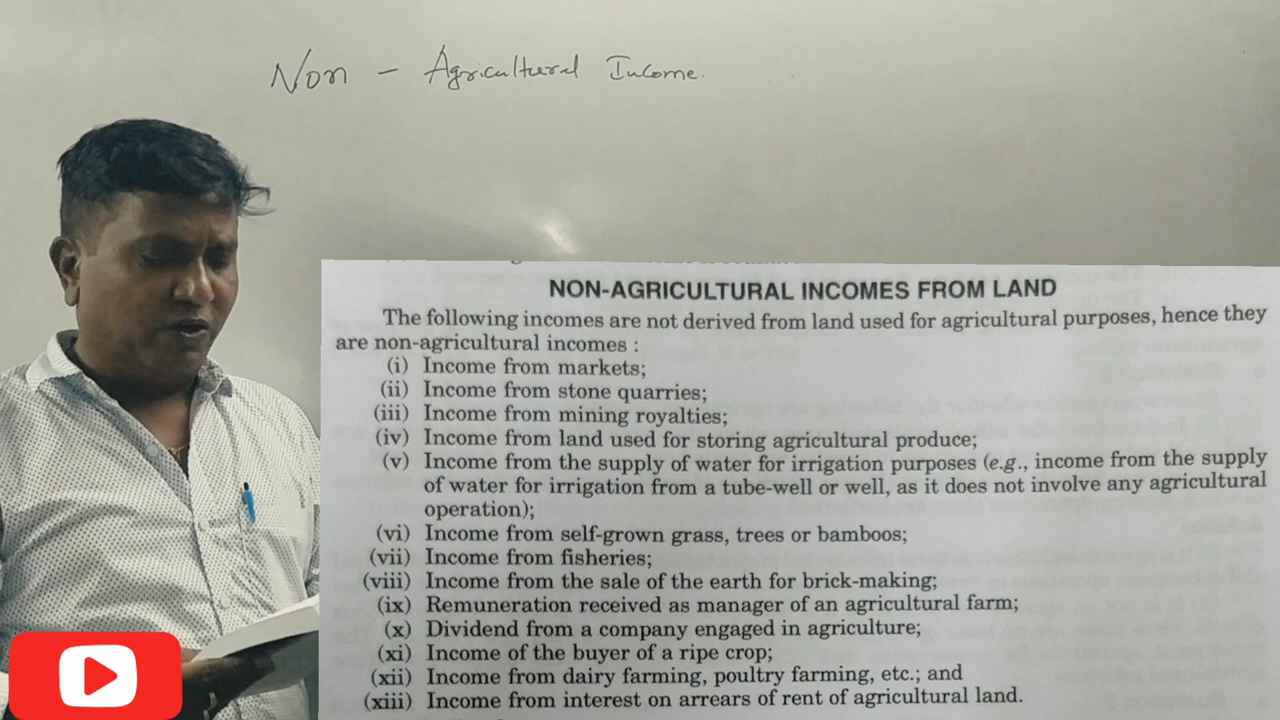 Non - Agricultural Income.
NON-AGRICULTURAL INCOMES FROM LAND
The following incomes are not derived from land used for agricultural purposes, hence they
are non-agricultural incomes :
(i) Income from markets;
(ii) Income from stone quarries;
(iii) Income from mining royalties;
(iv) Income from land used for storing agricultural produce;
(v) Income from the supply of water for irrigation purposes (e.g., income from the supply
of water for irrigation from a tube-well or well, as it does not involve any agricultural
operation);
(vi) Income from self-grown grass, trees or bamboos;
(vii) Income from fisheries;
(viii) Income from the sale of the earth for brick-making;
(ix) Remuneration received as manager of an agricultural farm;
(x) Dividend from a company engaged in agriculture;
(xi) Income of the buyer of a ripe crop;
(xii) Income from dairy farming, poultry farming, etc.; and
(xiii) Income from interest on arrears of rent of agricultural land.